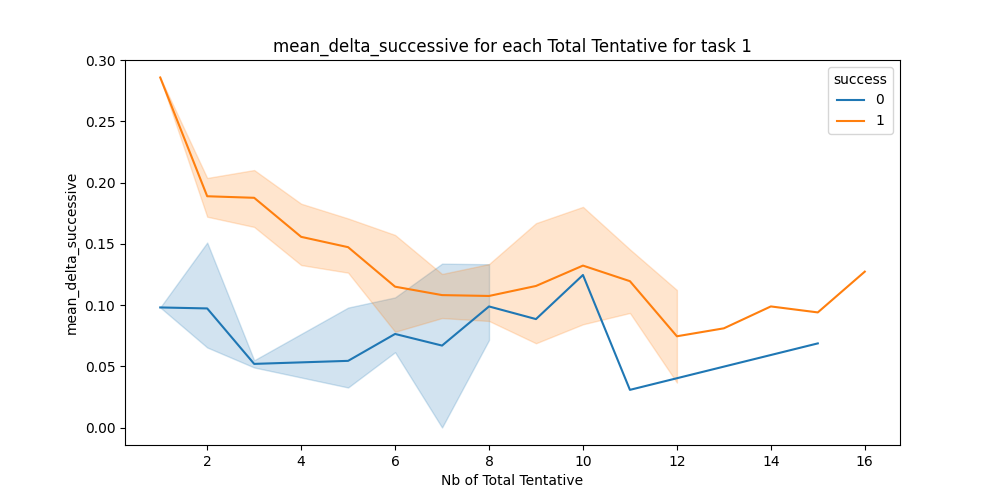 mean_delta_successive for each Total Tentative for task 1
success
0
1
mean_delta_successive
0.30
0.25
0.20
0.15
0.10
0.05
0.00
2 4 6 8 10 12 14 16
Nb of Total Tentative